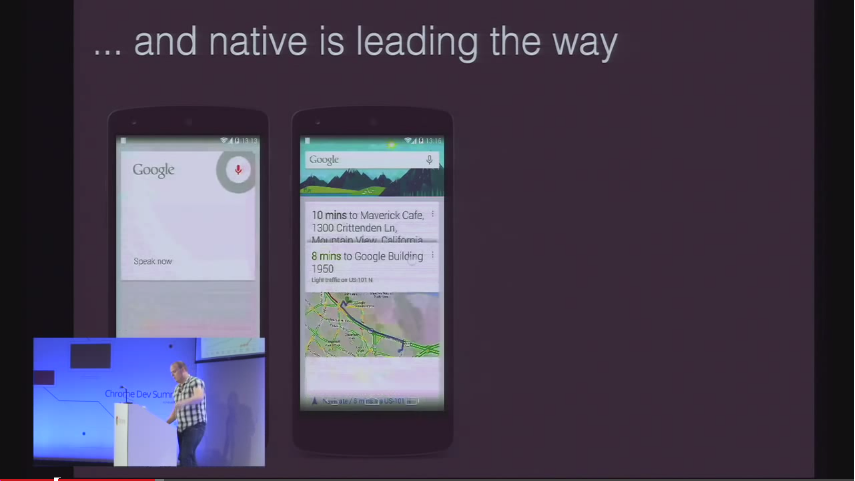 ... and native is leading the way
Google
Speak now
Google
10 mins to Maverick Cafe,
1300 Crittenden Ln,
Mountain View, California
8 mins to Google Building
1950
Light traffic on US-101 N
Chrome Dev Summ